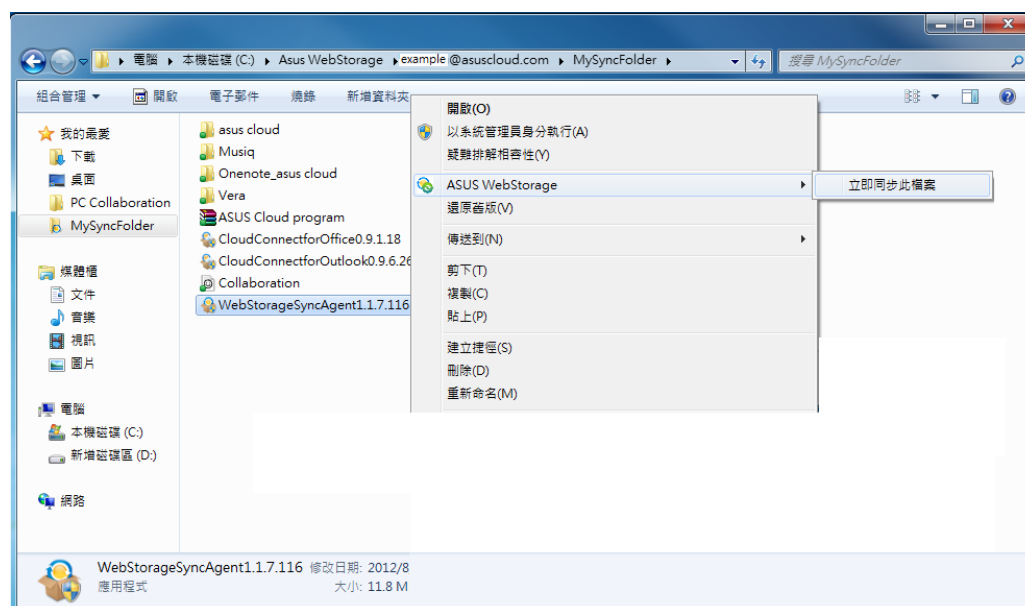 電腦 本機磁碟 (C:) Asus WebStorage example@asuscloud.com MySyncFolder 搜尋 MySyncFolder
組合管理 開啟 電子郵件 燒錄 新增資料夾
我的最愛
下載
桌面
PC Collaboration
MySyncFolder
媒體櫃
文件
音樂
視訊
圖片
電腦
本機磁碟 (C:)
新增磁碟區 (D:)
網路
asus cloud
Musiq
Onenote_asus cloud
Vera
ASUS Cloud program
CloudConnectforOffice0.9.1.18
CloudConnectforOutlook0.9.6.26
Collaboration
WebStorageSyncAgent1.1.7.116
開啟(O)
以系統管理員身分執行(A)
疑難排解相容性(Y)
ASUS WebStorage
還原舊版(V)
傳送到(N)
剪下(T)
複製(C)
貼上(P)
建立捷徑(S)
刪除(D)
重新命名(M)
立即同步此檔案
WebStorageSyncAgent1.1.7.116 修改日期: 2012/8
應用程式 大小: 11.8 M